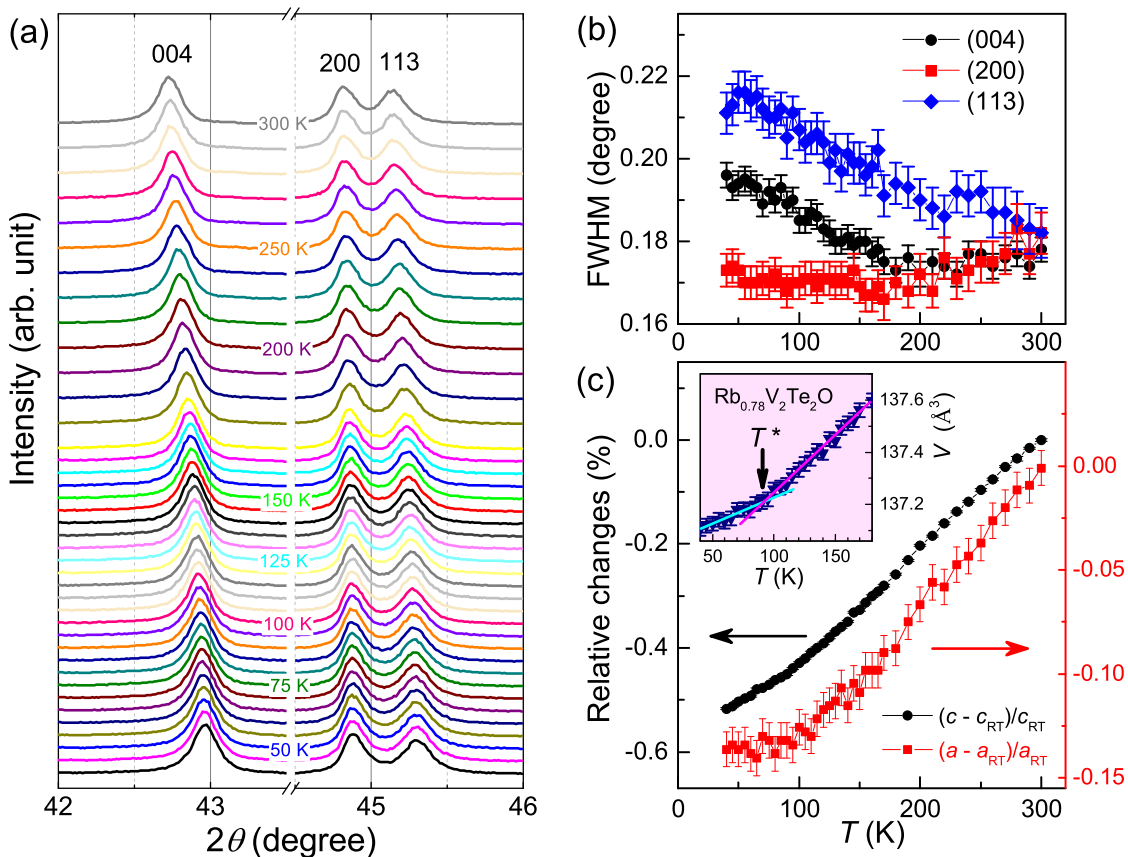 (a)
004
200
113
300 K
250 K
200 K
150 K
125 K
100 K
75 K
50 K
Intensity (arb. unit)
42
43
45
46
2θ (degree)
(b)
(004)
(200)
(113)
FWHM (degree)
0.22
0.20
0.18
0.16
0
100
200
300
(c)
Rb0.78V2Te2O
T *
137.6
137.4
137.2
V (Å3)
50
100
150
T (K)
Relative changes (%)
0.0
-0.2
-0.4
-0.6
0.00
-0.05
-0.10
-0.15
(c - cRT)/cRT
(a - aRT)/aRT
0
50
100
150
200
250
300
T (K)